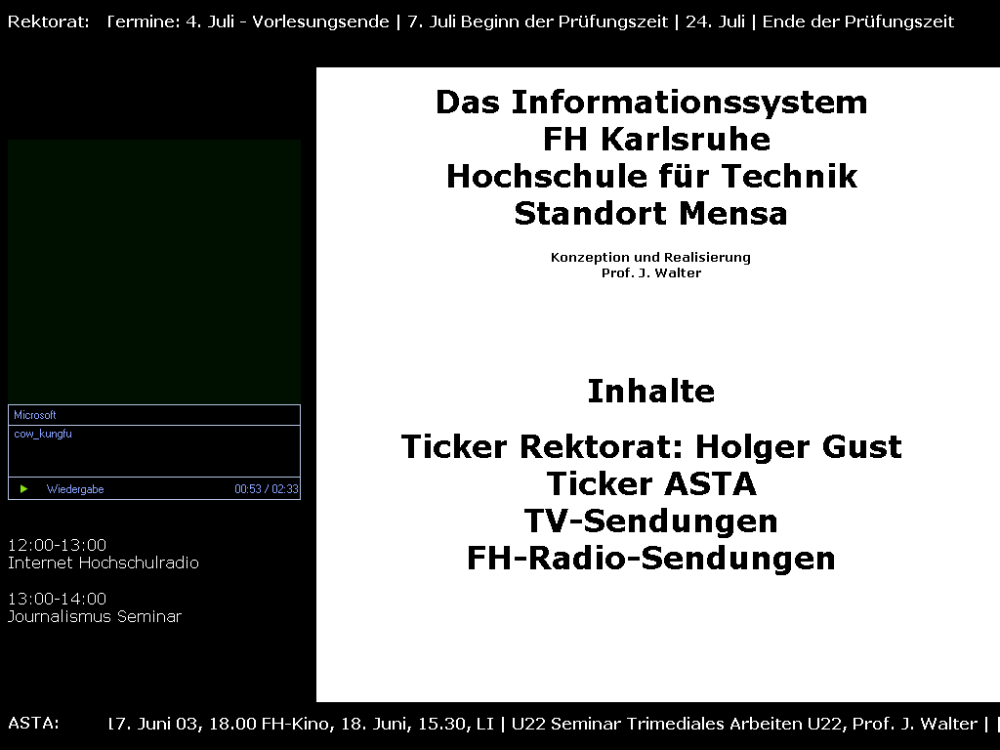 Rektorat: Termine: 4. Juli - Vorlesungsende | 7. Juli Beginn der Prüfungszeit | 24. Juli | Ende der Prüfungszeit
Das Informationssystem
FH Karlsruhe
Hochschule für Technik
Standort Mensa
Konzeption und Realisierung
Prof. J. Walter
Inhalte
Ticker Rektorat: Holger Gust
Ticker ASTA
TV-Sendungen
FH-Radio-Sendungen
Microsoft
cow_kungfu
Wiedergabe 00:53 / 02:33
12:00-13:00
Internet Hochschulradio
13:00-14:00
Journalismus Seminar
ASTA: 17. Juni 03, 18.00 FH-Kino, 18. Juni, 15.30, LI | U22 Seminar Trimediales Arbeiten U22, Prof. J. Walter | |